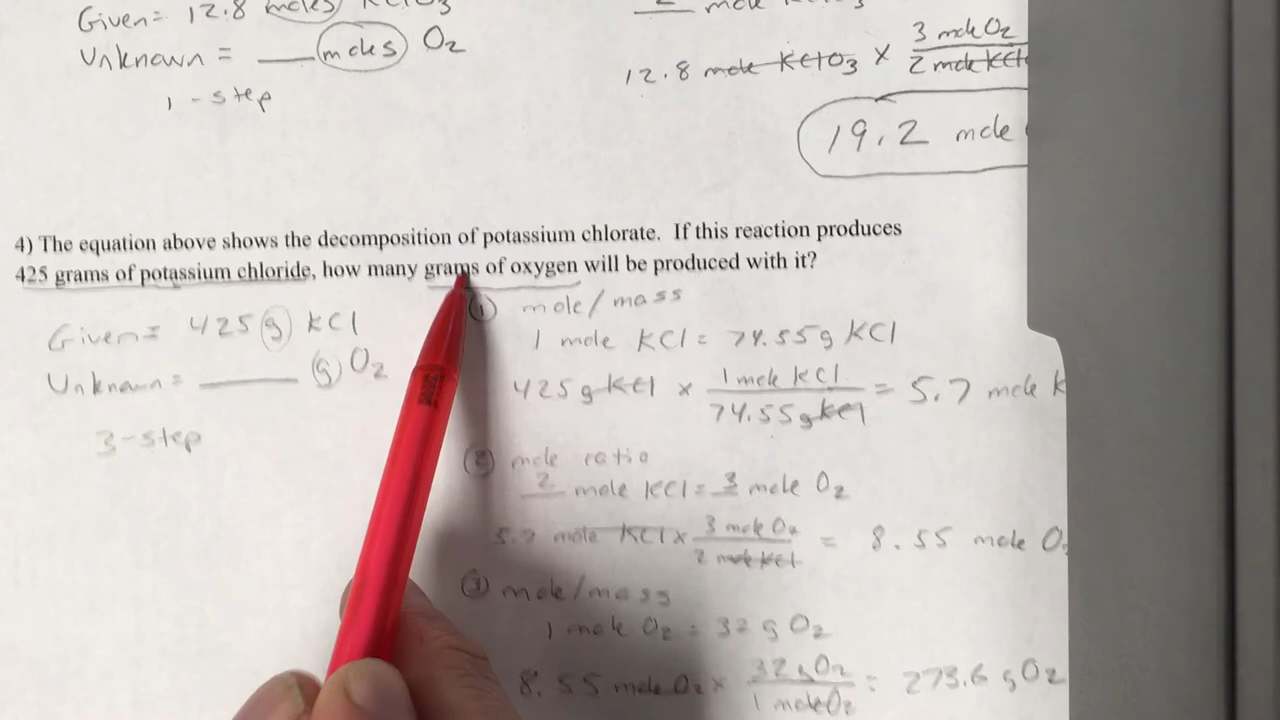 Given = 12.8 moles KClO3
Unknown = ___ moles O2
1-step
12.8 mole KClO3 × 3 mole O2
2 mole KCl
19.2 mole
4) The equation above shows the decomposition of potassium chlorate. If this reaction produces
425 grams of potassium chloride, how many grams of oxygen will be produced with it?
Given = 425 g KCl
Unknown = ___ g O2
3-step
① mole/mass
1 mole KCl = 74.55g KCl
425 g KCl × 1 mole KCl = 5.7 mole K
74.55g KCl
② mole ratio
2 mole KCl = 3 mole O2
5.7 mole KCl × 3 mole O2 = 8.55 mole O2
2 mole KCl
③ mole/mass
1 mole O2 = 32 g O2
8.55 mole O2 × 32 g O2 = 273.6 g O2
1 mole O2